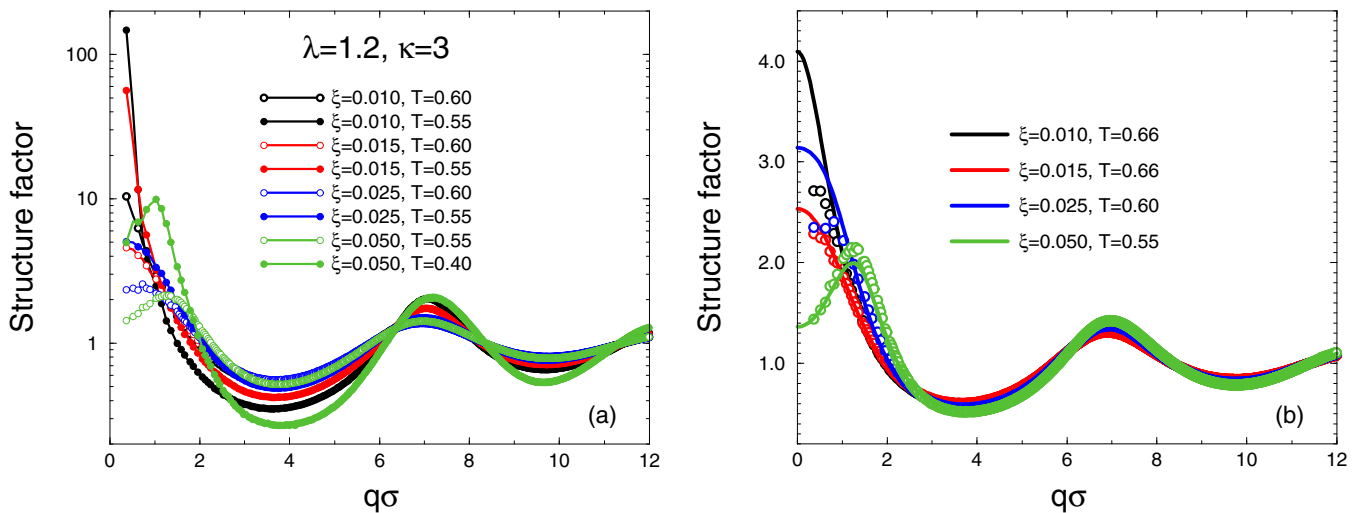 λ=1.2, κ=3
ξ=0.010, T=0.60
ξ=0.010, T=0.55
ξ=0.015, T=0.60
ξ=0.015, T=0.55
ξ=0.025, T=0.60
ξ=0.025, T=0.55
ξ=0.050, T=0.55
ξ=0.050, T=0.40
Structure factor
100
10
1
(a)
0 2 4 6 8 10 12
qσ
ξ=0.010, T=0.66
ξ=0.015, T=0.66
ξ=0.025, T=0.60
ξ=0.050, T=0.55
Structure factor
4.0
3.0
2.0
1.0
(b)
0 2 4 6 8 10 12
qσ